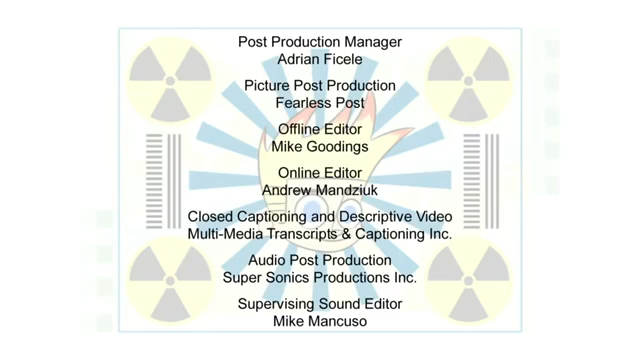 Post Production Manager
Adrian Ficele
Picture Post Production
Fearless Post
Offline Editor
Mike Goodings
Online Editor
Andrew Mandziuk
Closed Captioning and Descriptive Video
Multi-Media Transcripts & Captioning Inc.
Audio Post Production
Super Sonics Productions Inc.
Supervising Sound Editor
Mike Mancuso